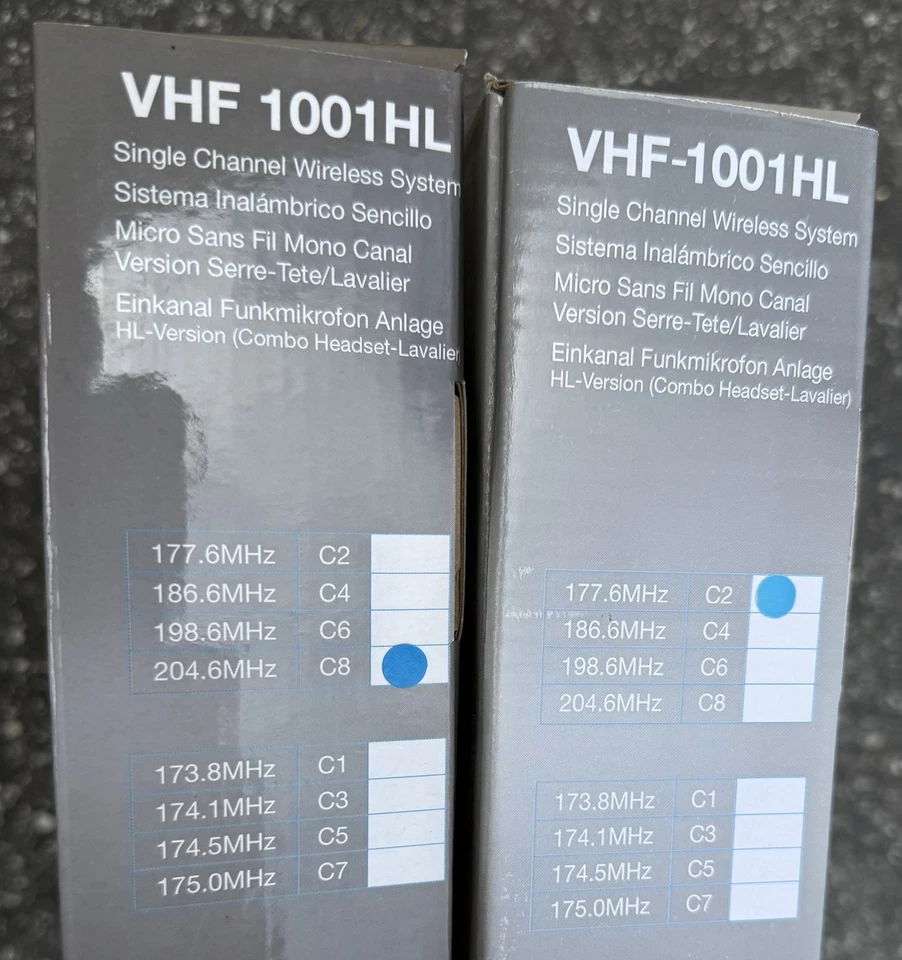 VHF 1001HL
Single Channel Wireless System
Sistema Inalámbrico Sencillo
Micro Sans Fil Mono Canal
Version Serre-Tete/Lavalier
Einkanal Funkmikrofon Anlage
HL-Version (Combo Headset-Lavalier
177.6MHz C2
186.6MHz C4
198.6MHz C6
204.6MHz C8
173.8MHz C1
174.1MHz C3
174.5MHz C5
175.0MHz C7
VHF-1001HL
Single Channel Wireless System
Sistema Inalámbrico Sencillo
Micro Sans Fil Mono Canal
Version Serre-Tete/Lavalier
Einkanal Funkmikrofon Anlage
HL-Version (Combo Headset-Lavalier)
177.6MHz C2
186.6MHz C4
198.6MHz C6
204.6MHz C8
173.8MHz C1
174.1MHz C3
174.5MHz C5
175.0MHz C7